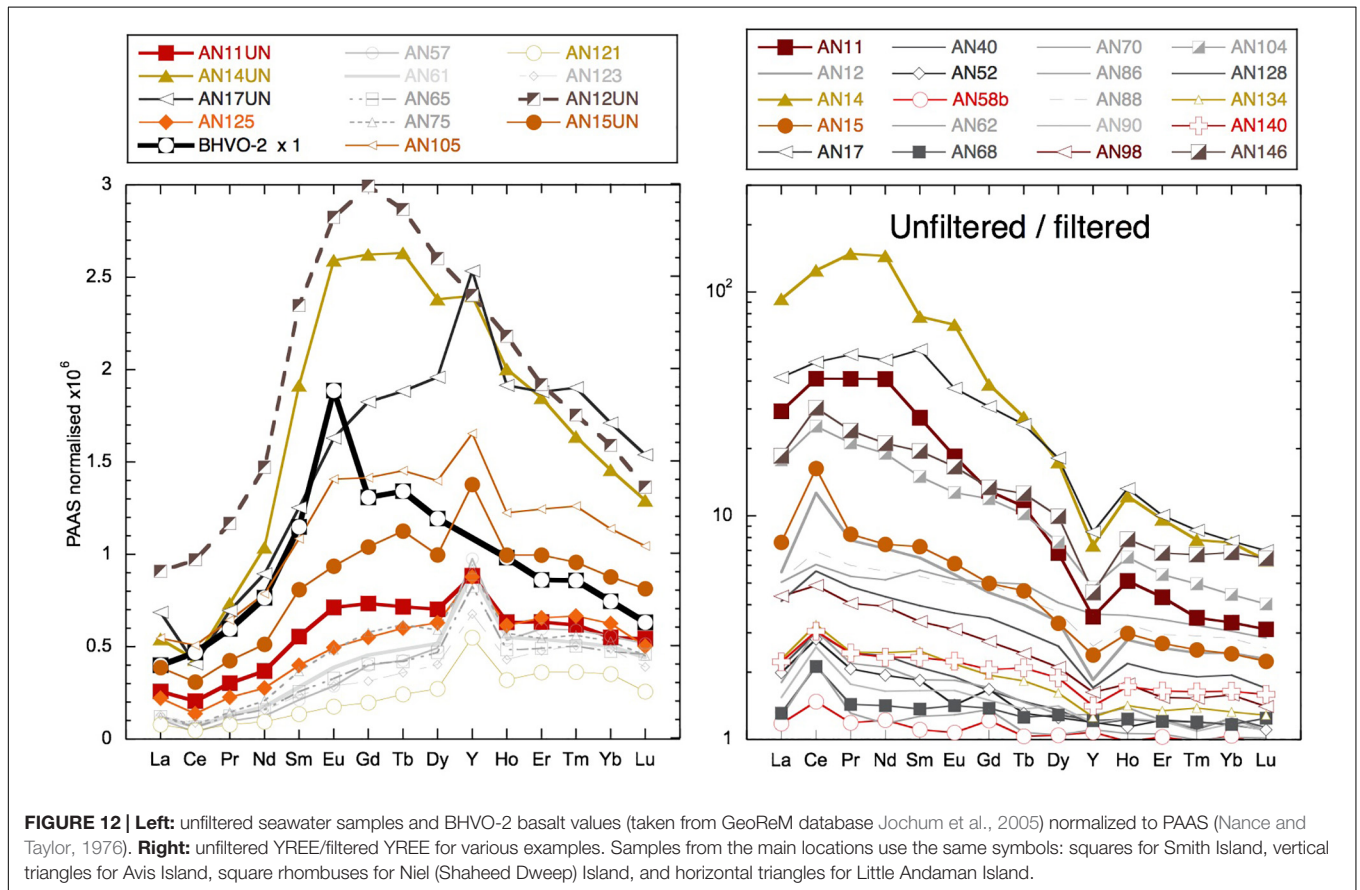 AN11UN AN57 AN121
AN14UN AN61 AN123
AN17UN AN65 AN12UN
AN125 AN75 AN15UN
BHVO-2 x 1 AN105
3
2.5
2
1.5
1
0.5
0
PAAS normalised x10⁶
La Ce Pr Nd Sm Eu Gd Tb Dy Y Ho Er Tm Yb Lu
AN11 AN40 AN70 AN104
AN12 AN52 AN86 AN128
AN14 AN58b AN88 AN134
AN15 AN62 AN90 AN140
AN17 AN68 AN98 AN146
Unfiltered / filtered
10²
10
1
La Ce Pr Nd Sm Eu Gd Tb Dy Y Ho Er Tm Yb Lu
FIGURE 12 | Left: unfiltered seawater samples and BHVO-2 basalt values (taken from GeoReM database Jochum et al., 2005) normalized to PAAS (Nance and
Taylor, 1976). Right: unfiltered YREE/filtered YREE for various examples. Samples from the main locations use the same symbols: squares for Smith Island, vertical
triangles for Avis Island, square rhombuses for Niel (Shaheed Dweep) Island, and horizontal triangles for Little Andaman Island.